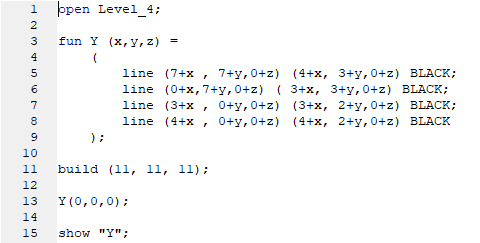 1 open Level_4;
2
3 fun Y (x,y,z) =
4 (
5 line (7+x , 7+y,0+z) (4+x, 3+y,0+z) BLACK;
6 line (0+x,7+y,0+z) ( 3+x, 3+y,0+z) BLACK;
7 line (3+x , 0+y,0+z) (3+x, 2+y,0+z) BLACK;
8 line (4+x , 0+y,0+z) (4+x, 2+y,0+z) BLACK
9 );
10
11 build (11, 11, 11);
12
13 Y(0,0,0);
14
15 show "Y";